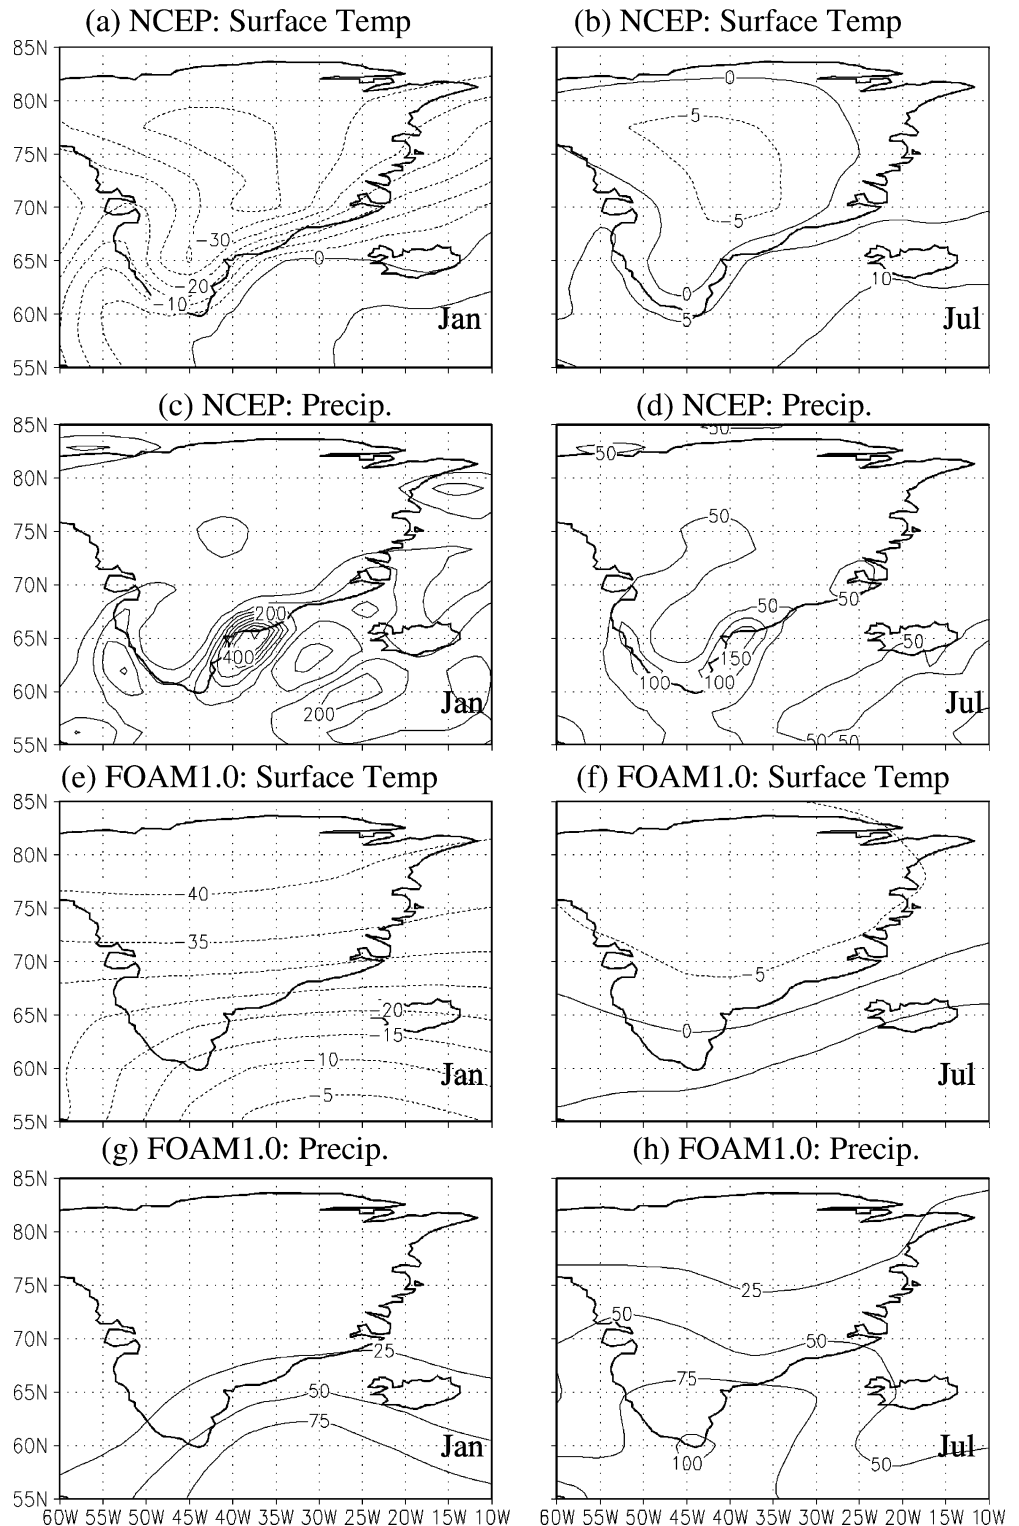 (a) NCEP: Surface Temp (b) NCEP: Surface Temp
85N
80N 0
-5
75N
70N
-30 -5
65N 0
-20
-10 0 10
60N 5
Jan Jul
55N
(c) NCEP: Precip. (d) NCEP: Precip.
85N 50
50
80N
75N 50
70N
200 50 50
65N
400 150 50
100 100
60N
200 Jan Jul
55N 50 50
(e) FOAM1.0: Surface Temp (f) FOAM1.0: Surface Temp
85N
80N
-40
75N
-35
70N
-5
65N -20
-15 0
60N -10
Jan Jul
-5
55N
(g) FOAM1.0: Precip. (h) FOAM1.0: Precip.
85N
80N
75N 25
50
70N 25 50
65N 50 75
75
60N Jan Jul
100 50
55N
60W 55W 50W 45W 40W 35W 30W 25W 20W 15W 10W 60W 55W 50W 45W 40W 35W 30W 25W 20W 15W 10W